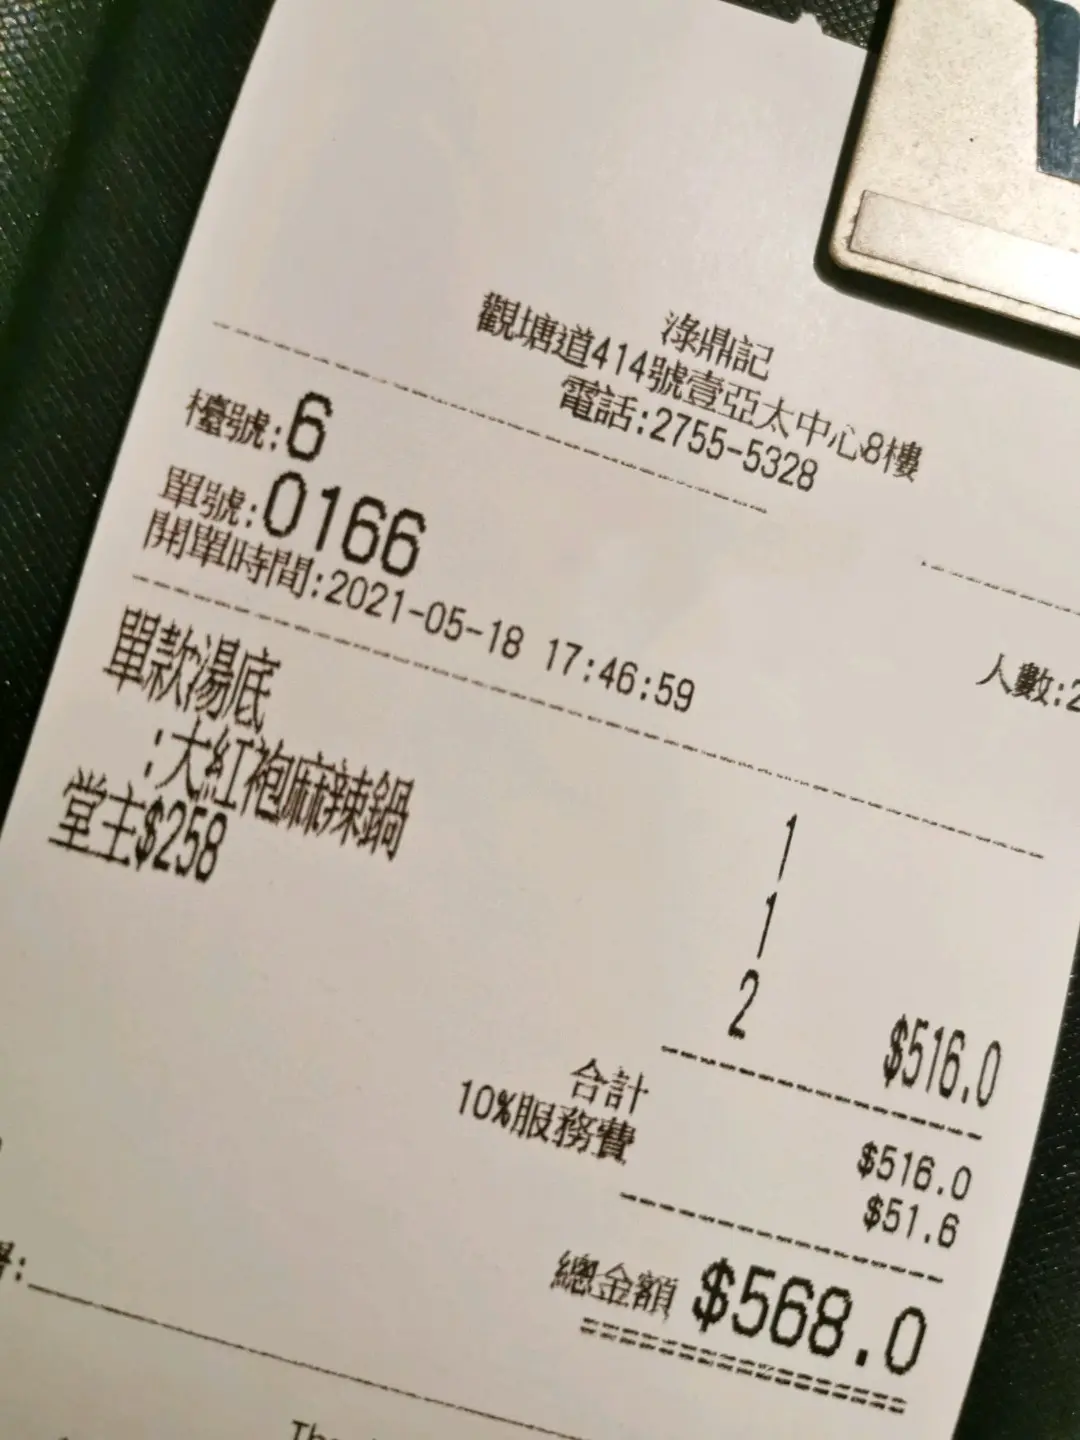 淥鼎記
觀塘道414號壹亞太中心8樓
電話:2755-5328
檯號:6
單號:0166
開單時間:2021-05-18 17:46:59
人數:2
單款湯底 1
:大紅袍麻辣鍋 1
堂主$258 2 $516.0
合計 $516.0
10%服務費 $51.6
總金額 $568.0